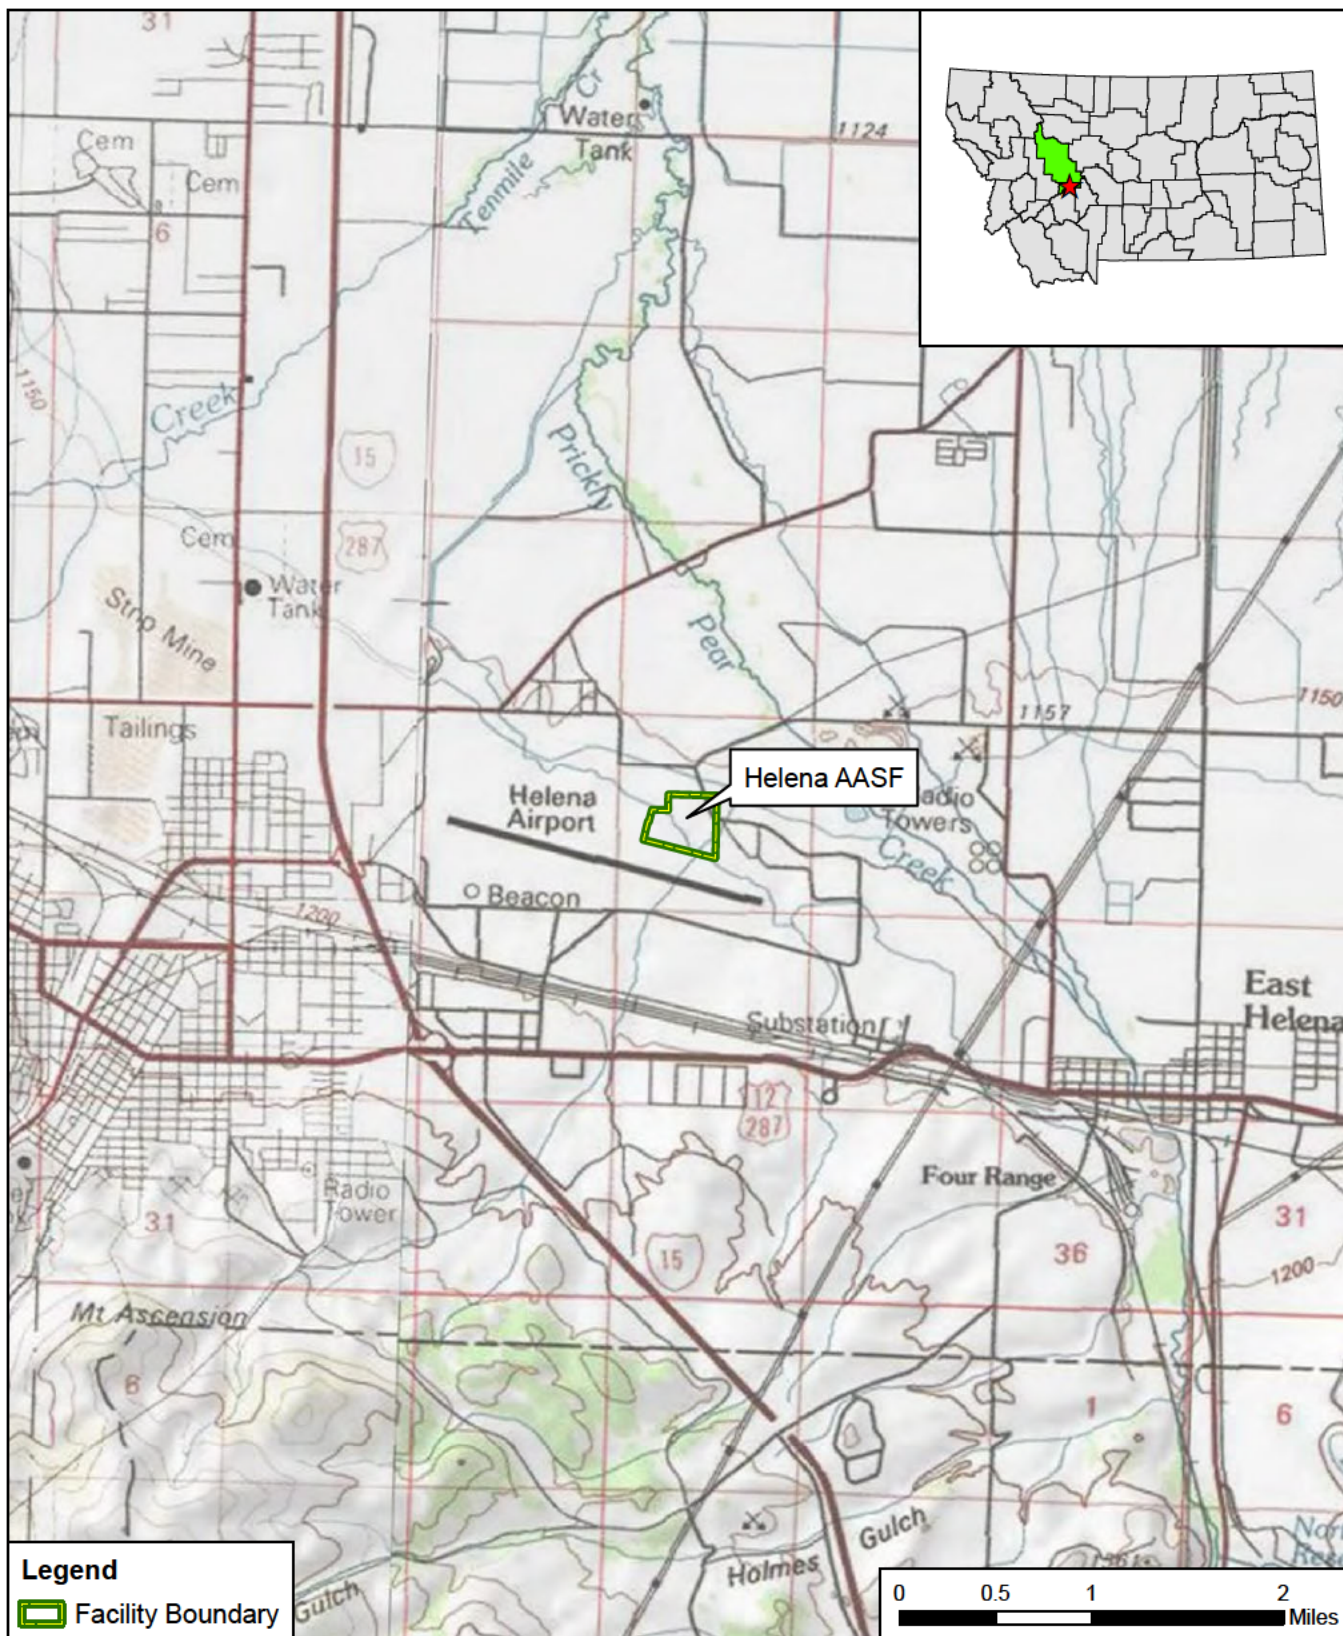 31
Cr
Water
Tank
1124
Cem
Cem
Tenmile
6
1150
Creek
15
Prickly
287
Cem
Water
Tank
Strip Mine
Pear
1150
1157
Tailings
Helena AASF
Helena
Airport
Radio
Towers
Creek
Beacon
1200
East
Helena
Substation
12
287
Four Range
Radio
Tower
31
31
36
15
1200
Mt Ascension
6
1
6
Gulch
Holmes
Gulch
Legend
Facility Boundary
0
0.5
1
2
Miles